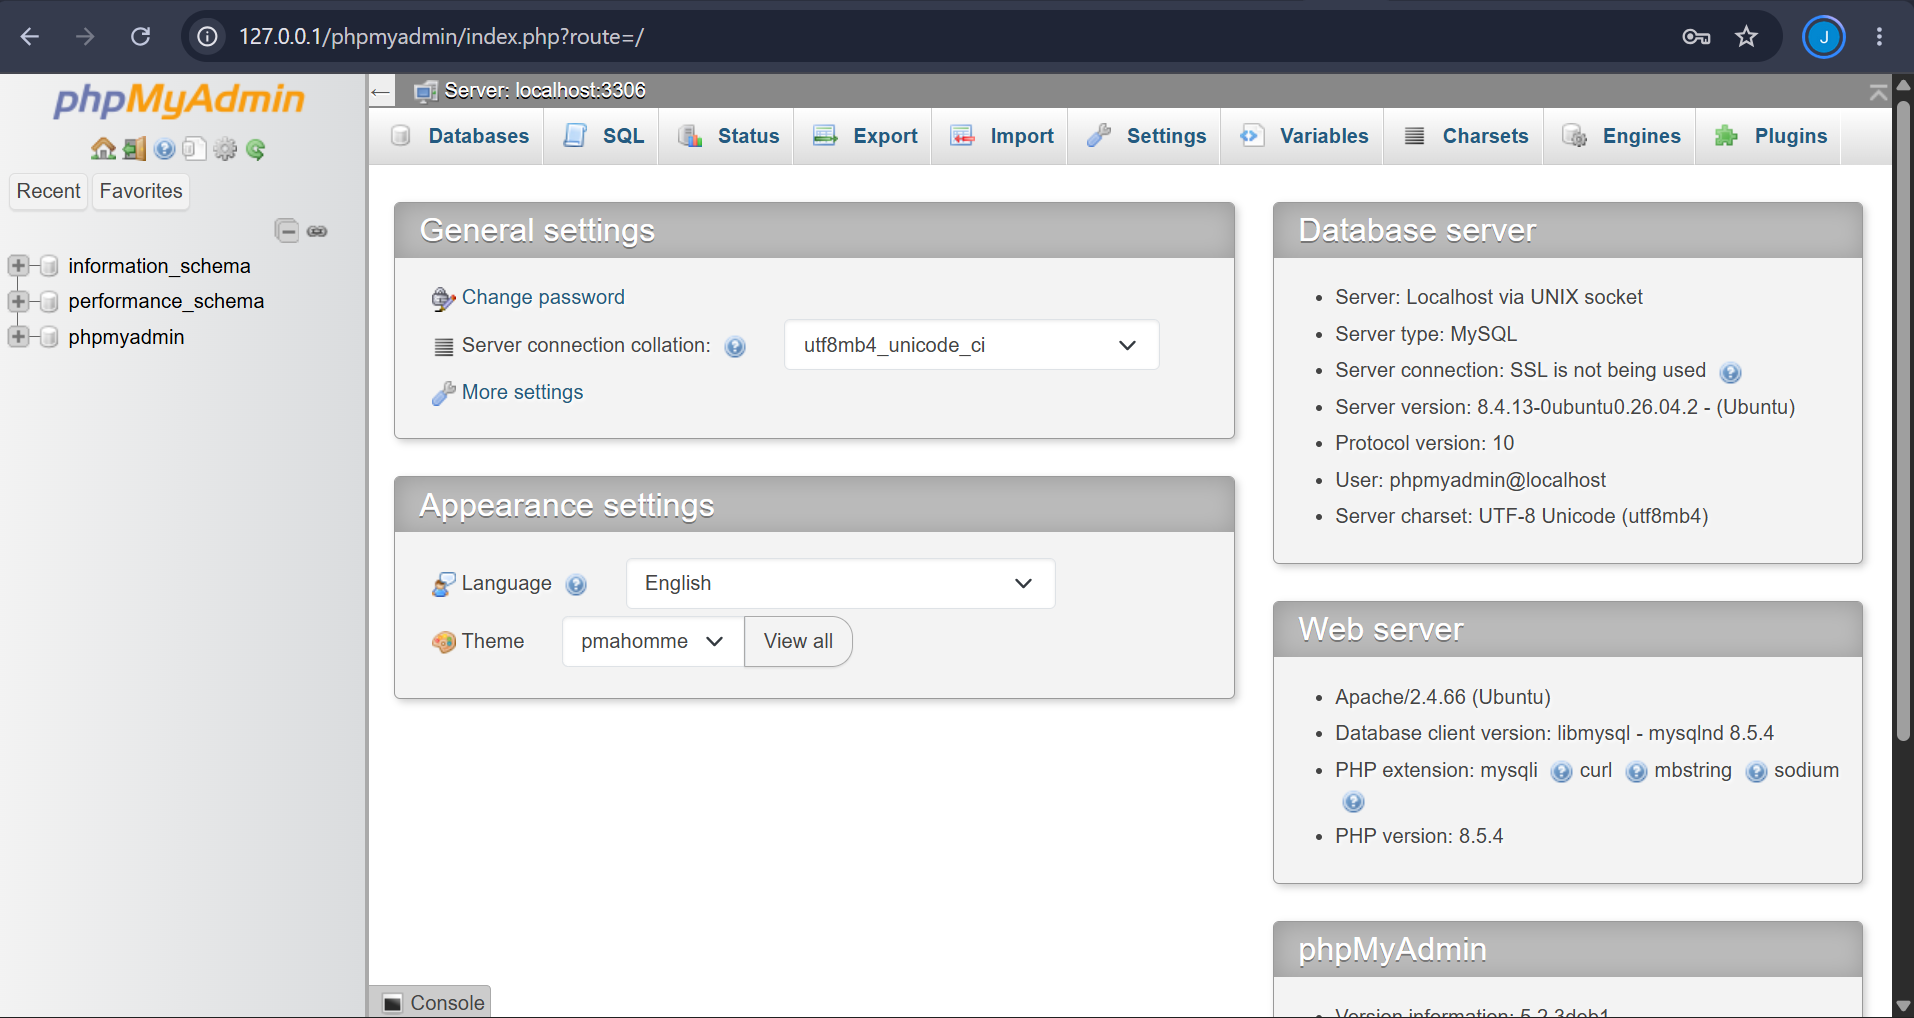 127.0.0.1/phpmyadmin/index.php?route=/
J
phpMyAdmin
Recent Favorites
information_schema
performance_schema
phpmyadmin
Server: localhost:3306
Databases SQL Status Export Import Settings Variables Charsets Engines Plugins
General settings
Change password
Server connection collation: utf8mb4_unicode_ci
More settings
Appearance settings
Language English
Theme pmahomme View all
Database server
Server: Localhost via UNIX socket
Server type: MySQL
Server connection: SSL is not being used
Server version: 8.4.13-0ubuntu0.26.04.2 - (Ubuntu)
Protocol version: 10
User: phpmyadmin@localhost
Server charset: UTF-8 Unicode (utf8mb4)
Web server
Apache/2.4.66 (Ubuntu)
Database client version: libmysql - mysqlnd 8.5.4
PHP extension: mysqli curl mbstring sodium
PHP version: 8.5.4
phpMyAdmin
Version information: 5.2.3deb1
Console